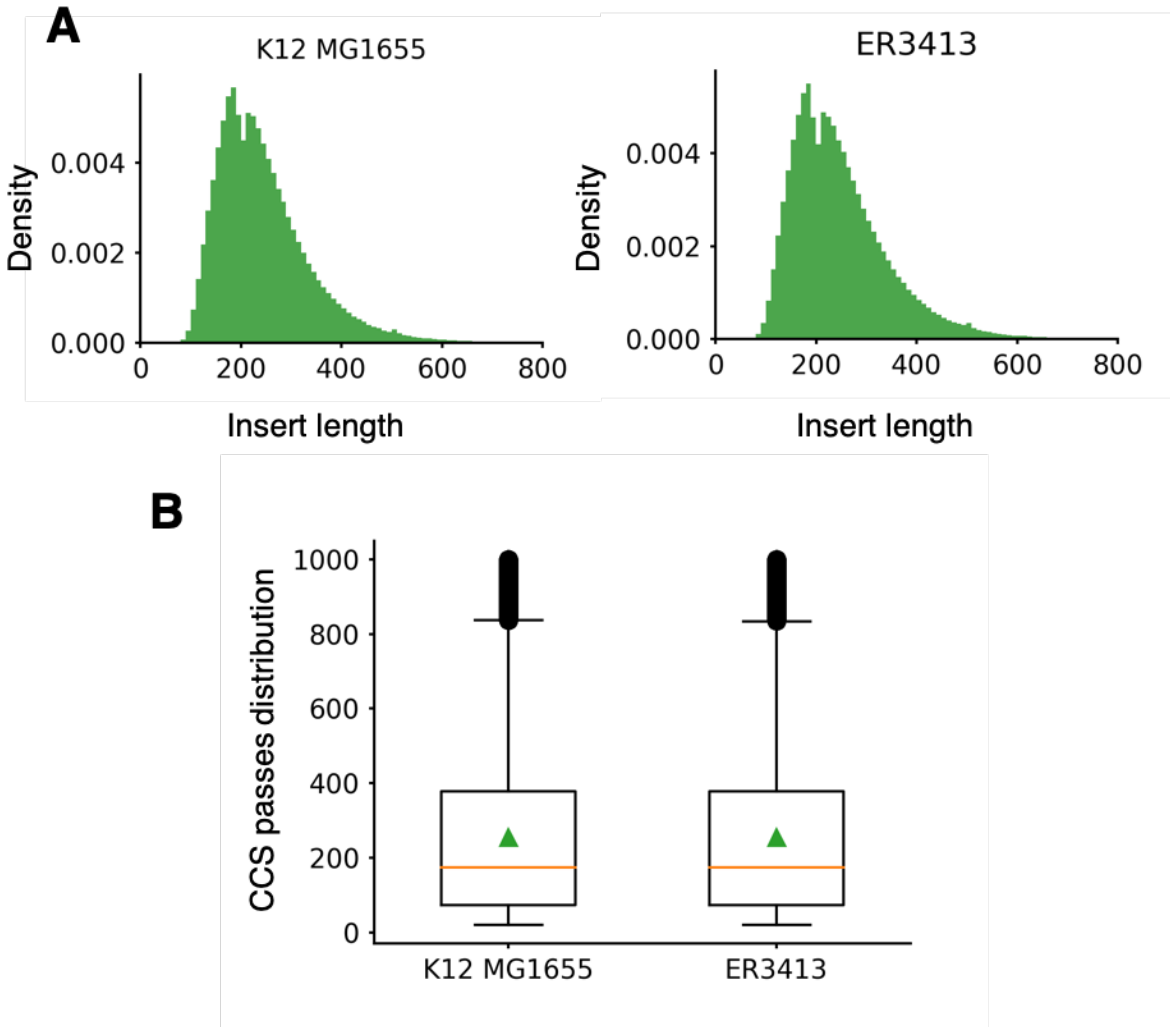 A
K12 MG1655
ER3413
Density
0.004
0.002
0.000
0 200 400 600 800
Insert length
Density
0.004
0.002
0.000
0 200 400 600 800
Insert length
B
CCS passes distribution
1000
800
600
400
200
0
K12 MG1655
ER3413